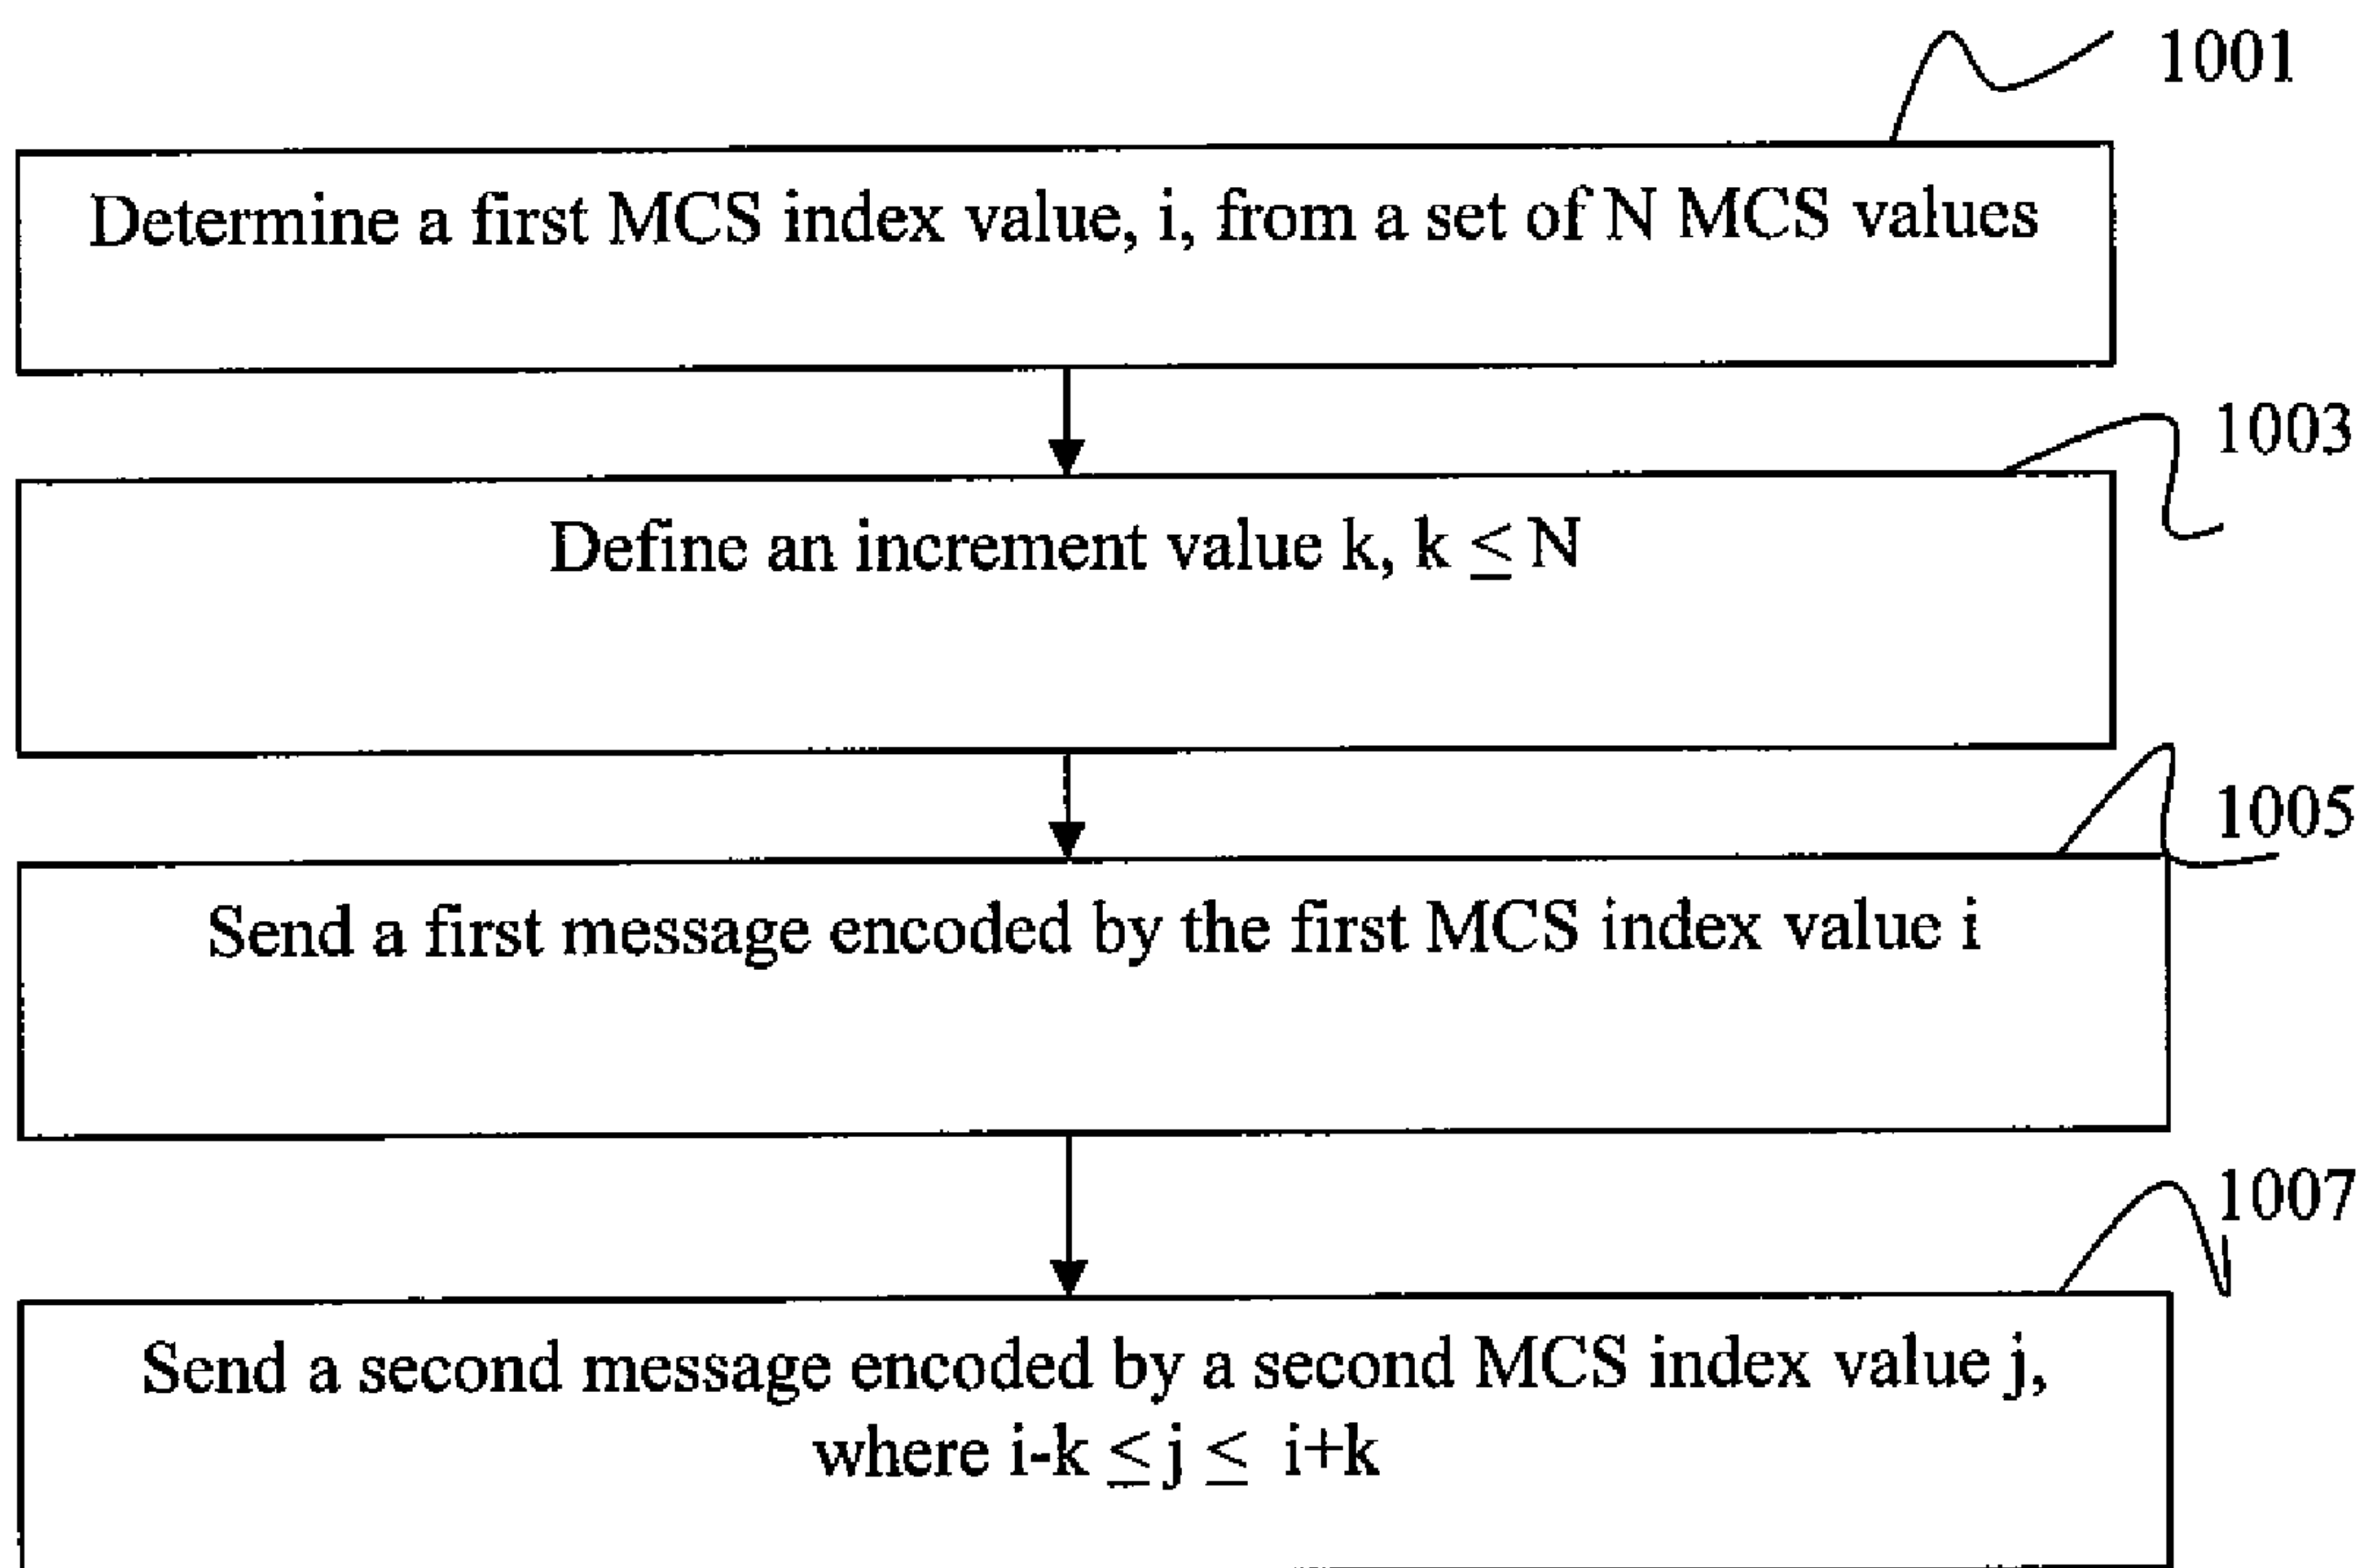 1001
Determine a first MCS index value, i, from a set of N MCS values
1003
Define an increment value k, k ≤ N
1005
Send a first message encoded by the first MCS index value i
1007
Send a second message encoded by a second MCS index value j,
where i-k ≤ j ≤ i+k